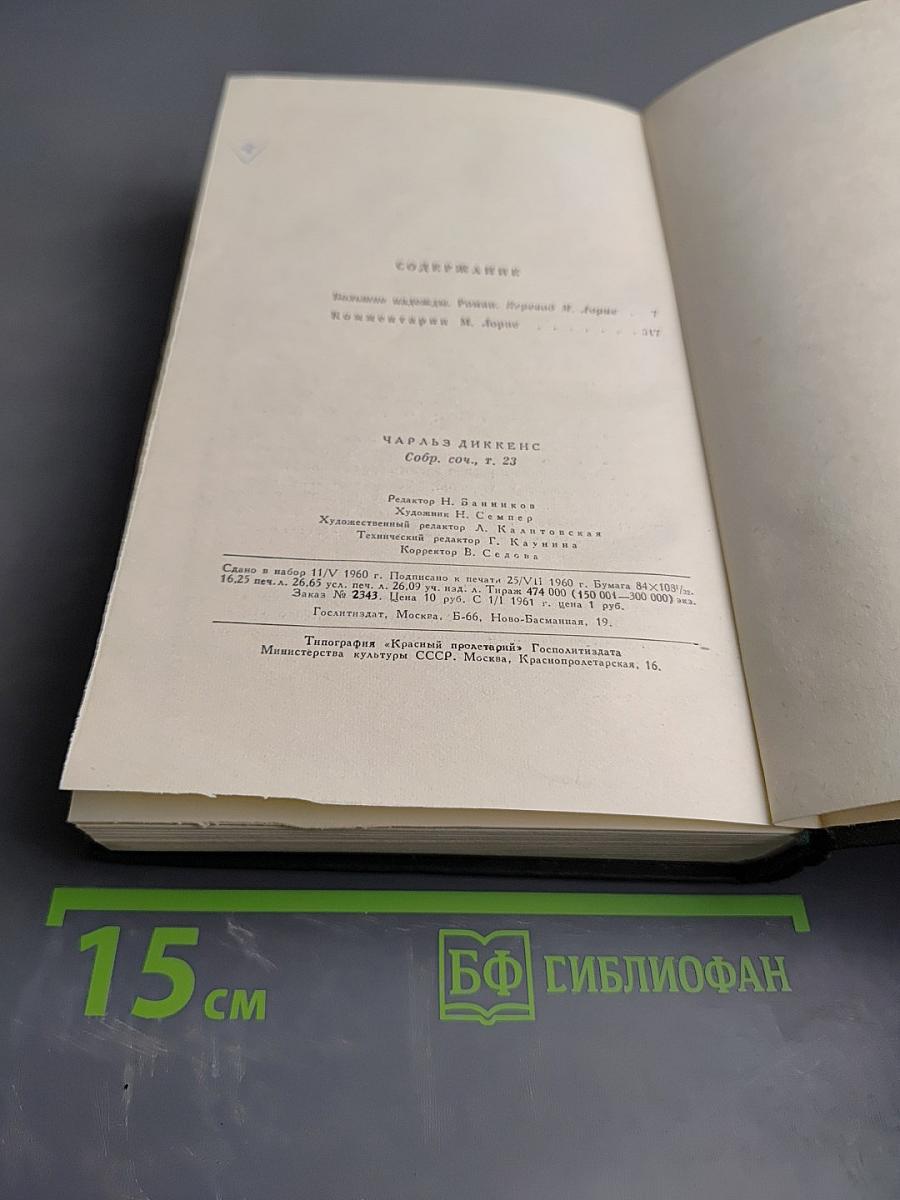 СОДЕРЖАНИЕ
надежды. Роман. Перевод М. Лорие . 7
Комментарии М. Лорие . . . . . . .
ЧАРЛЬЗ ДИККЕНС
Собр. соч., т. 23
Редактор Н. Банников
Художник Н. Семпер
Художественный редактор Л. Калитовская
Технический редактор Г. Каунина
Корректор В. Седова
Сдано в набор 11/V 1960 г. Подписано к печати 25/VII 1960 г. Бумага 84×108¹/₃₂.
16,25 печ. л. 26,65 усл. печ. л. 26,09 уч. изд. л. Тираж 474 000 (150 001—300 000) экз.
Заказ № 2343. Цена 10 руб. С 1/I 1961 г. цена 1 руб.
Гослитиздат, Москва, Б-66, Ново-Басманная, 19.
Типография «Красный пролетарий» Госполитиздата
Министерства культуры СССР. Москва, Краснопролетарская, 16.
15 см
БФ БИБЛИОФАН